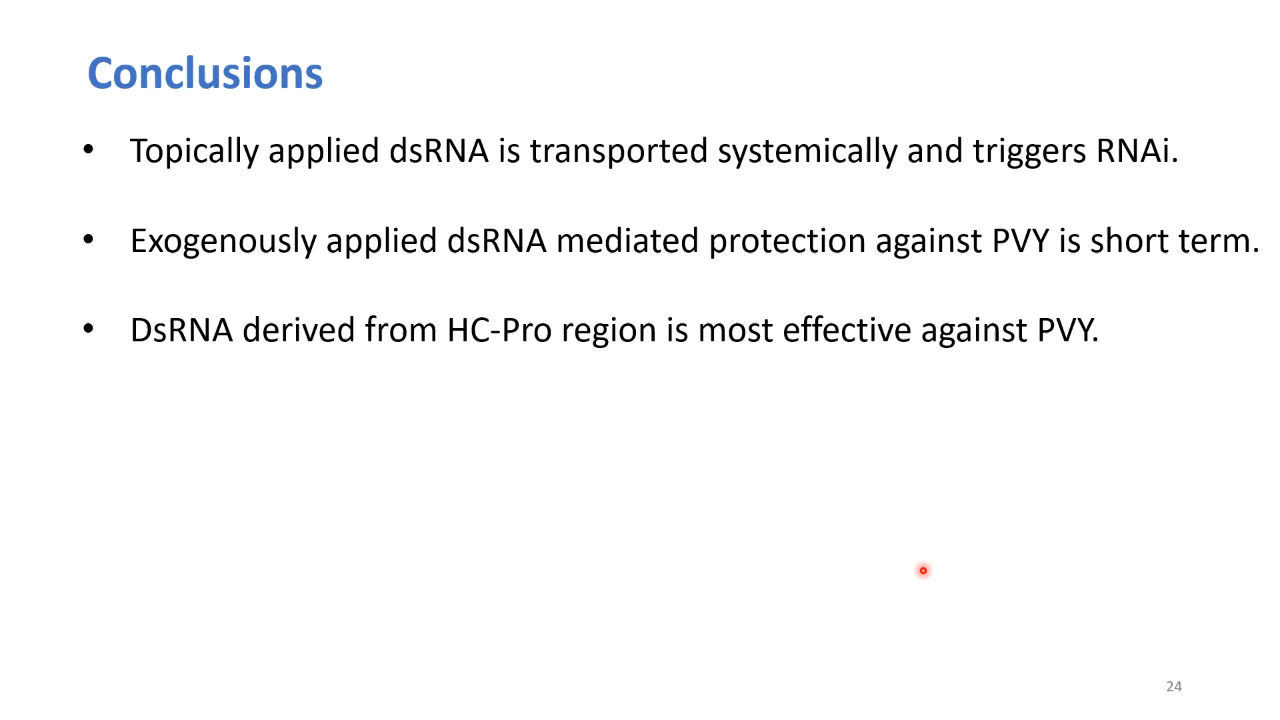 Conclusions
• Topically applied dsRNA is transported systemically and triggers RNAi.
• Exogenously applied dsRNA mediated protection against PVY is short term.
• DsRNA derived from HC-Pro region is most effective against PVY.
24